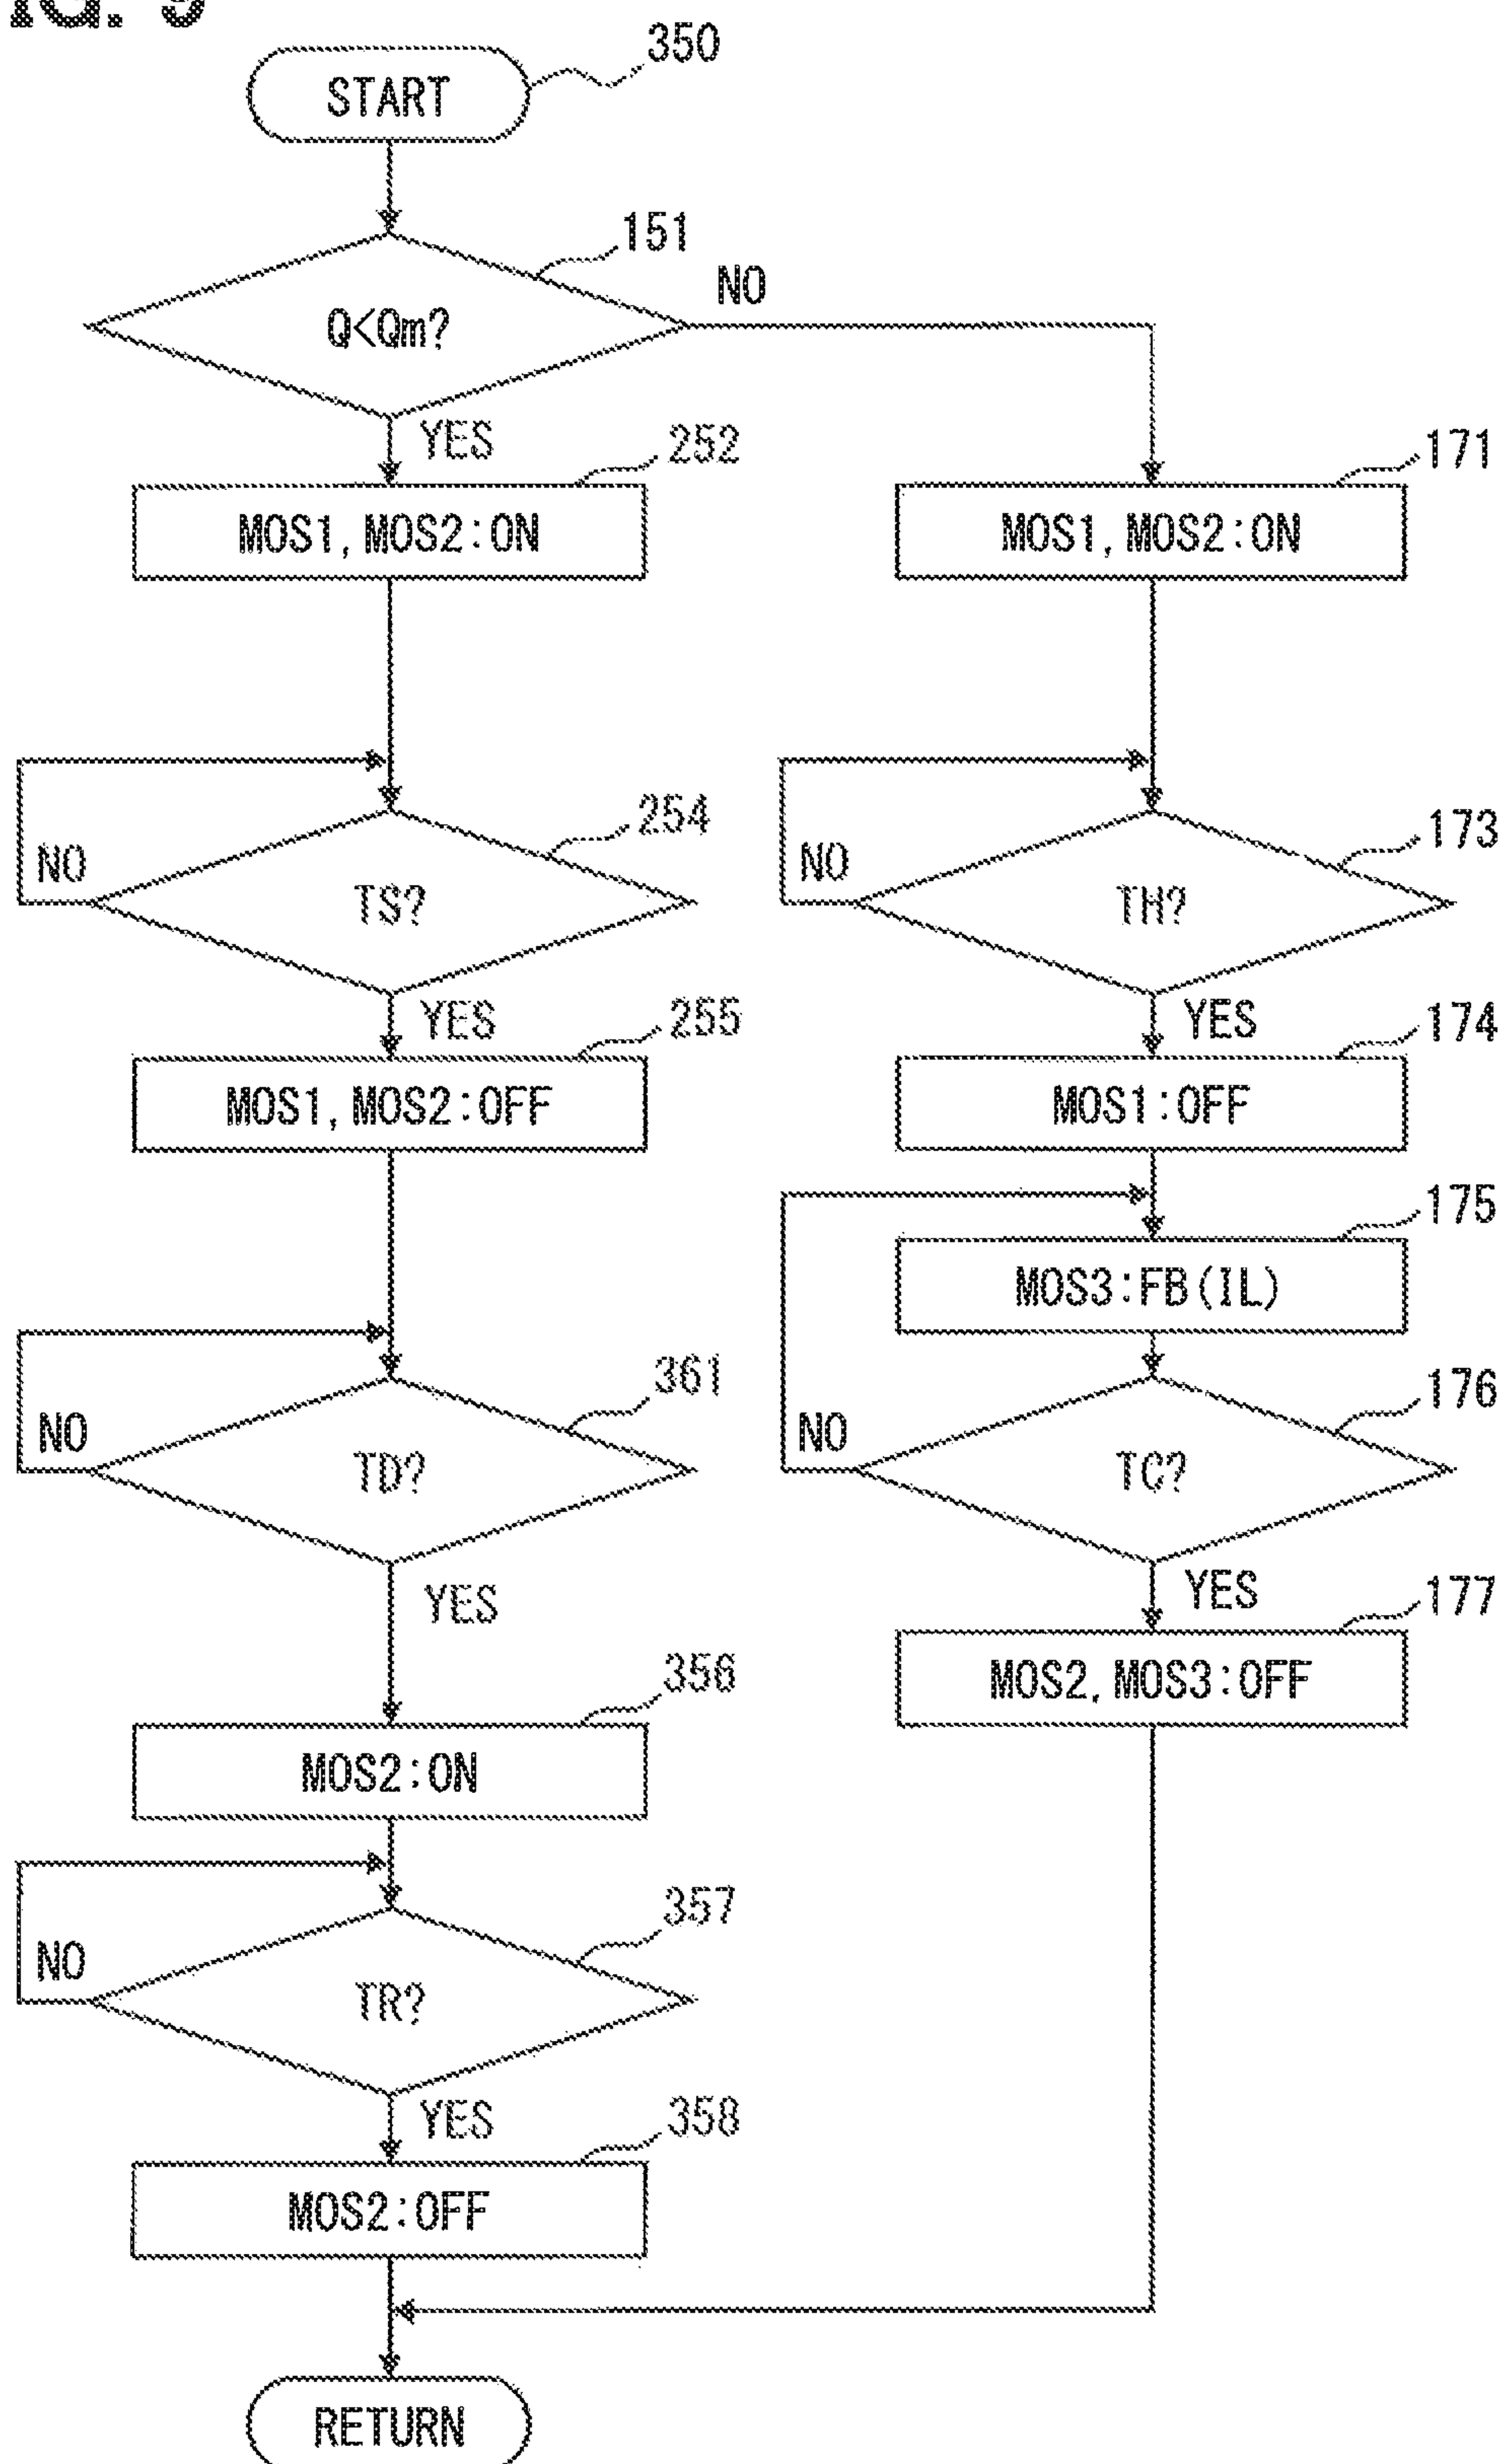 START
350
151
Q<Qm?
NO
YES
252
MOS1,MOS2:ON
171
MOS1,MOS2:ON
254
NO
TS?
173
NO
TH?
YES
255
MOS1,MOS2:OFF
YES
174
MOS1:OFF
175
MOS3:FB(IL)
361
NO
TD?
176
NO
TC?
YES
YES
177
MOS2,MOS3:OFF
356
MOS2:ON
357
NO
TR?
YES
358
MOS2:OFF
RETURN